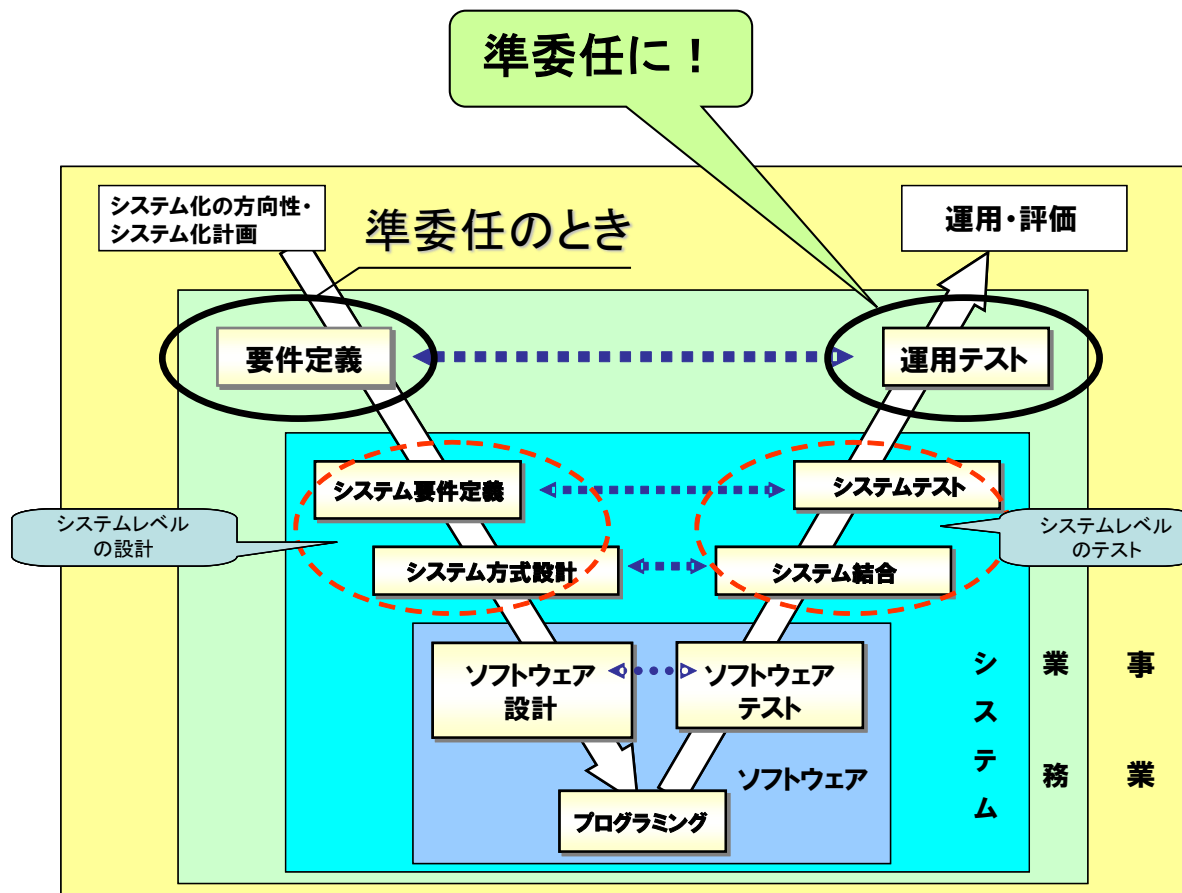 準委任に！
システム化の方向性・
システム化計画
準委任のとき
運用・評価
要件定義
運用テスト
システム要件定義
システムテスト
システムレベル
の設計
システムレベル
のテスト
システム方式設計
システム結合
ソフトウェア
設計
ソフトウェア
テスト
プログラミング
ソフトウェア
システム
業務
事業